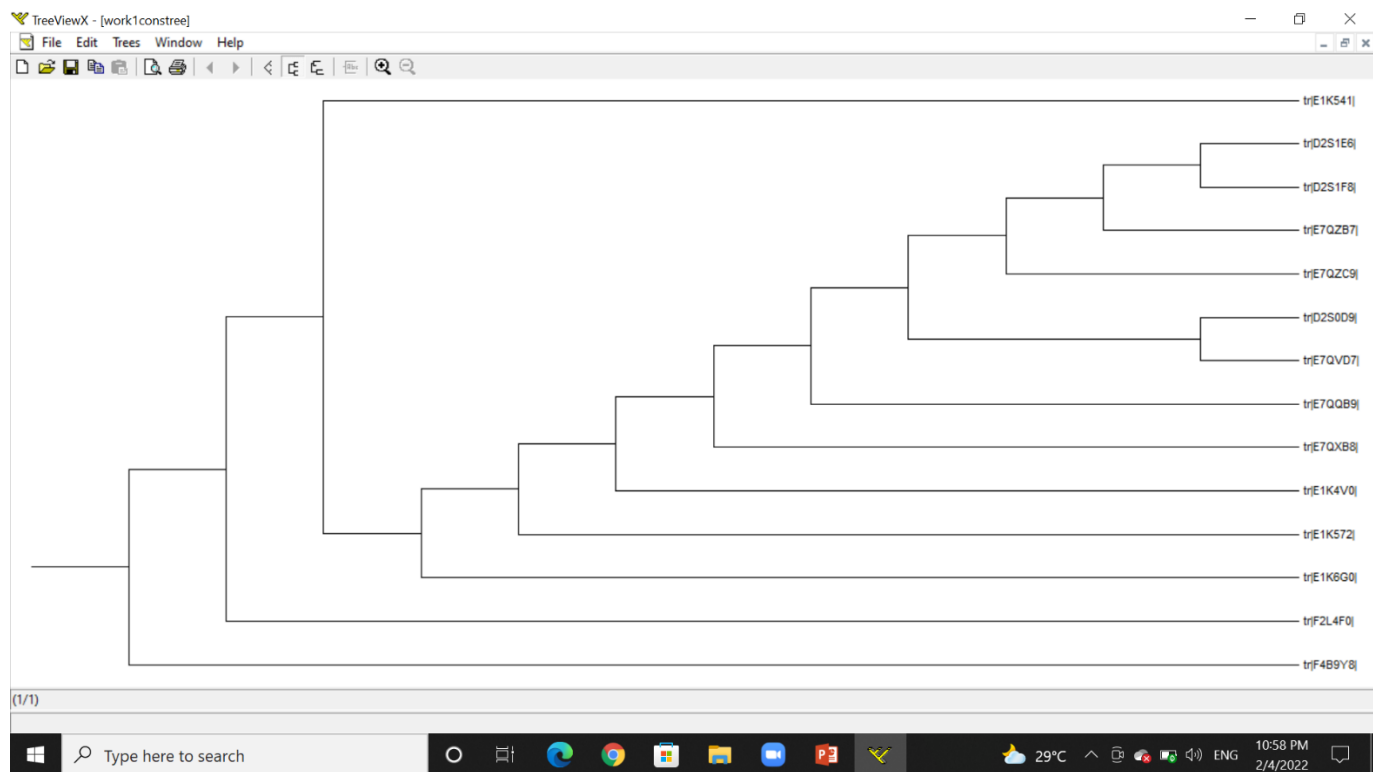 TreeViewX - [work1constree]
File Edit Trees Window Help
tr|E1K541|
tr|D2S1E6|
tr|D2S1F8|
tr|E7QZB7|
tr|E7QZC9|
tr|D2S0D9|
tr|E7QVD7|
tr|E7QQB9|
tr|E7QXB8|
tr|E1K4V0|
tr|E1K572|
tr|E1K6G0|
tr|F2L4F0|
tr|F4B9Y8|
(1/1)
Type here to search
29°C
ENG
10:58 PM
2/4/2022